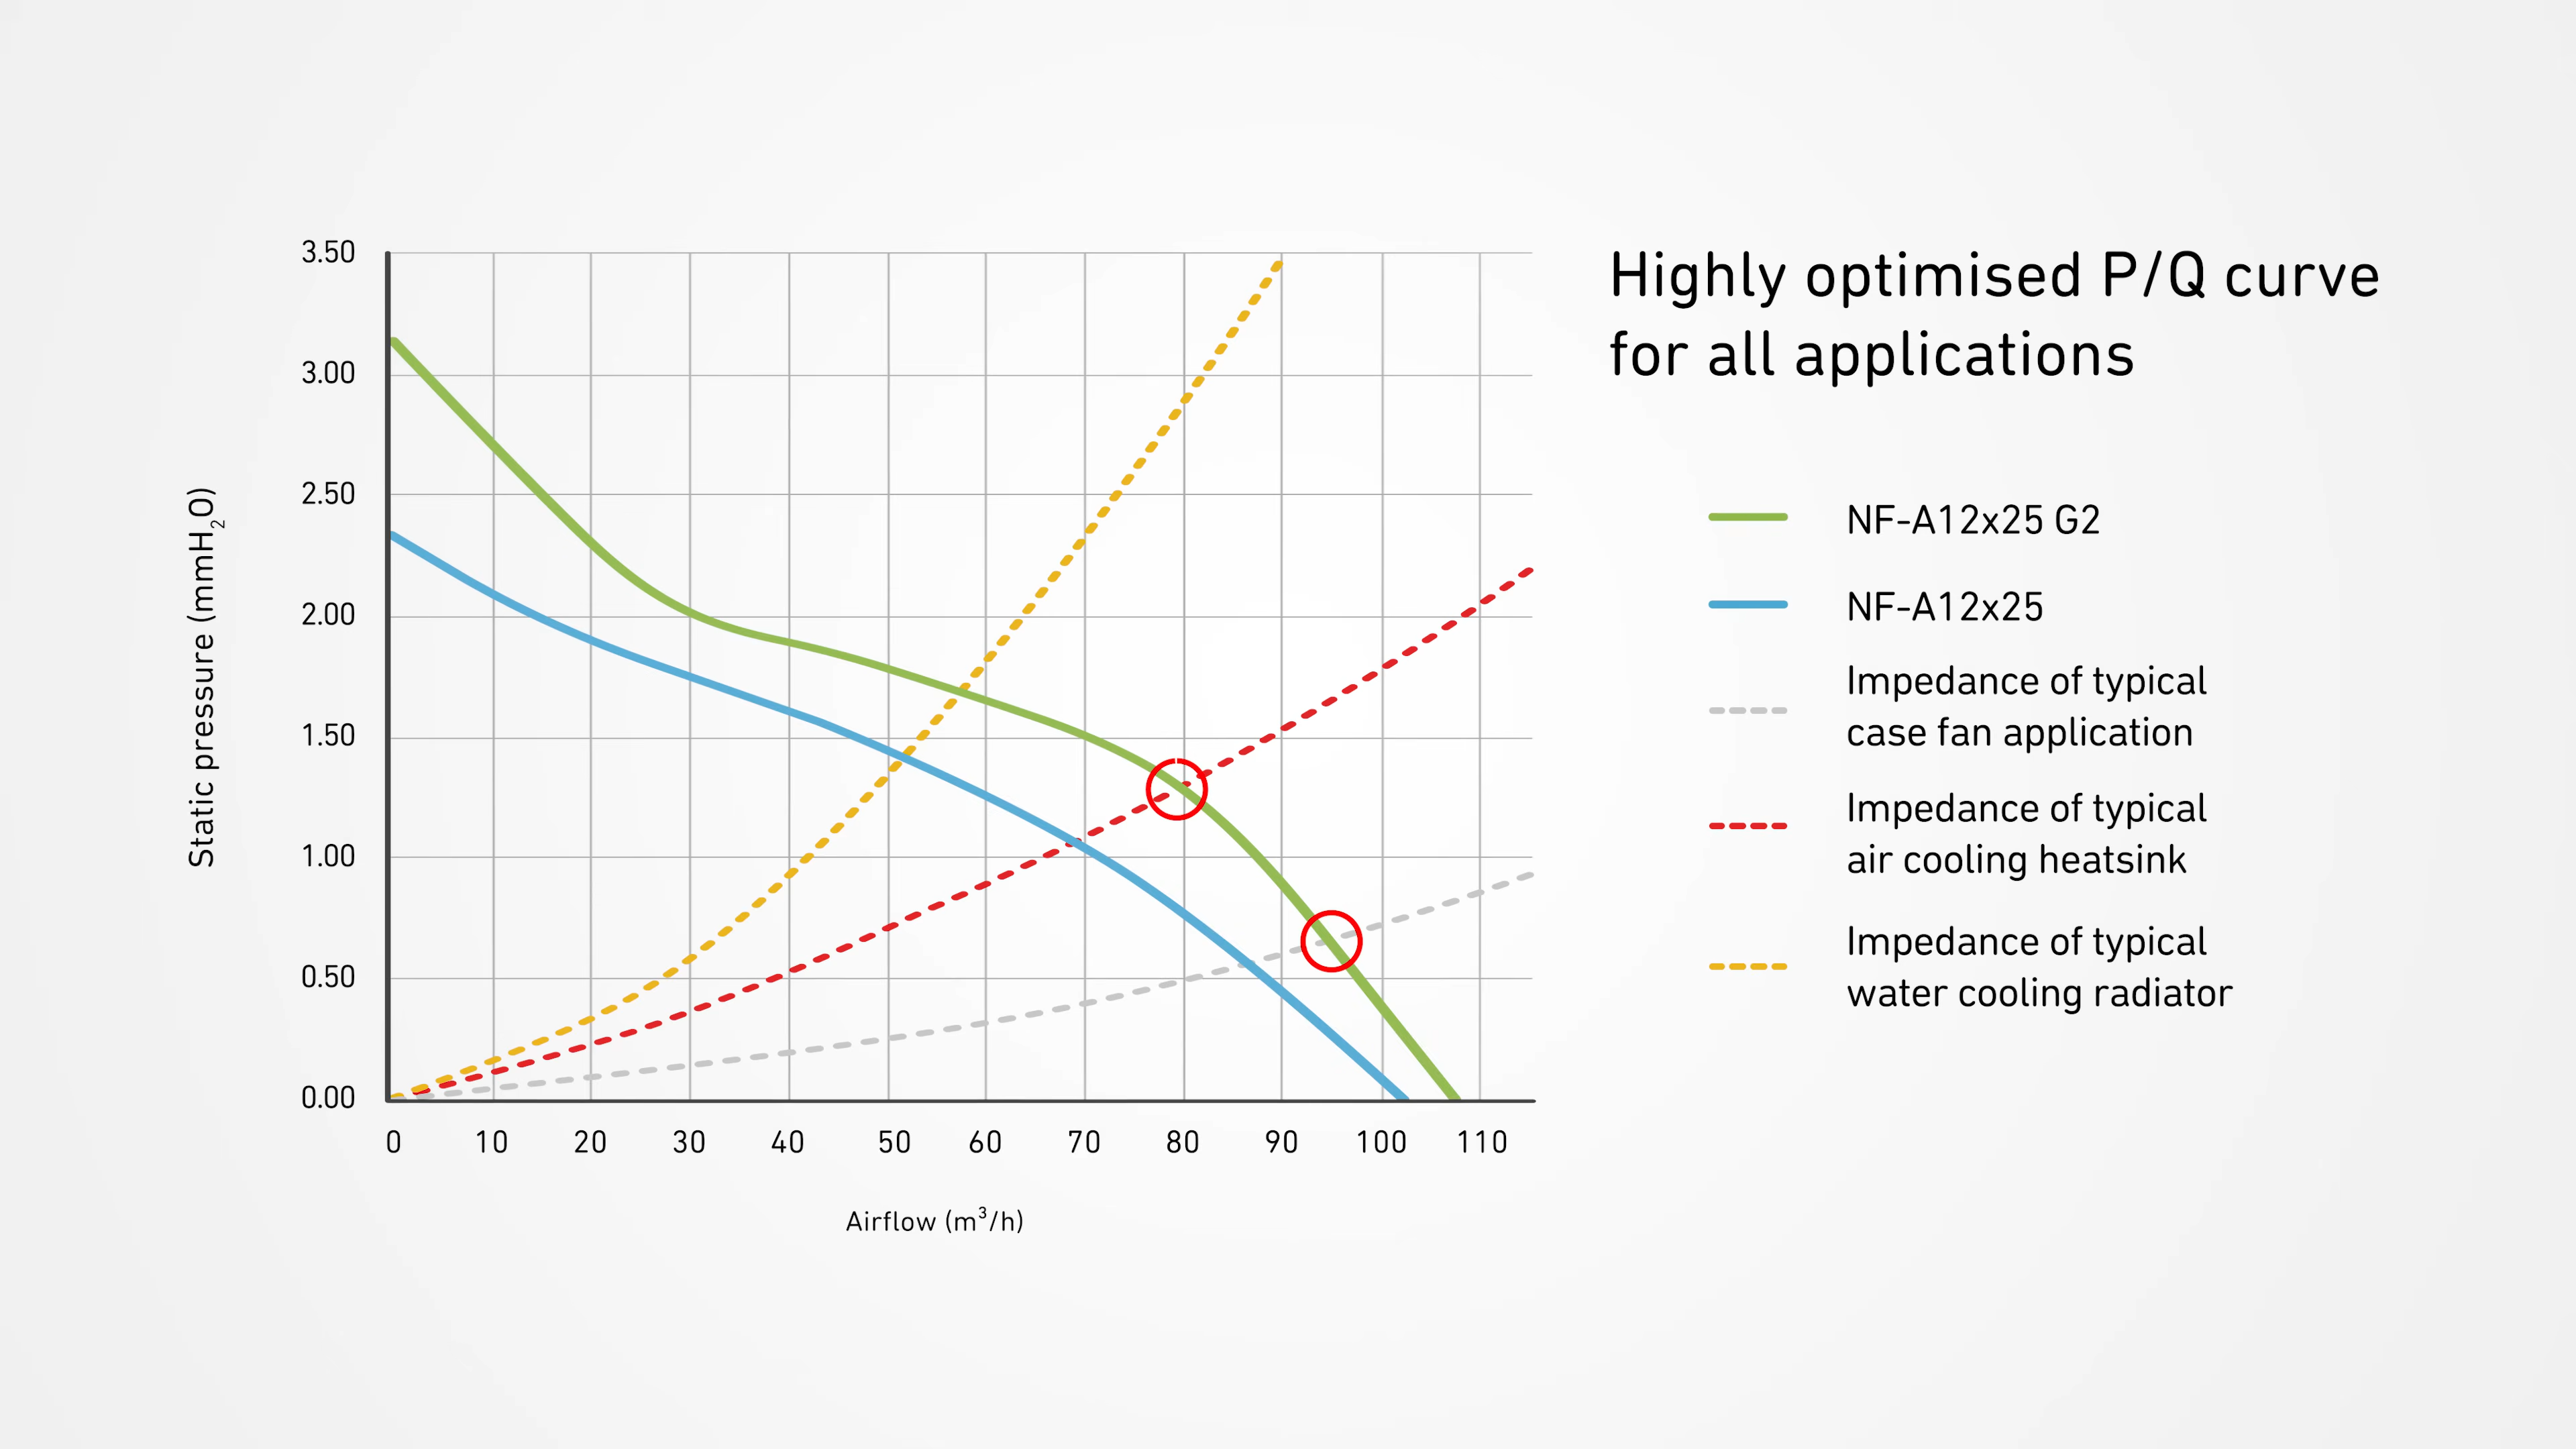 Highly optimised P/Q curve
for all applications
3.50
3.00
2.50
2.00
1.50
1.00
0.50
0.00
Static pressure (mmH₂O)
0 10 20 30 40 50 60 70 80 90 100 110
Airflow (m³/h)
NF-A12x25 G2
NF-A12x25
Impedance of typical
case fan application
Impedance of typical
air cooling heatsink
Impedance of typical
water cooling radiator